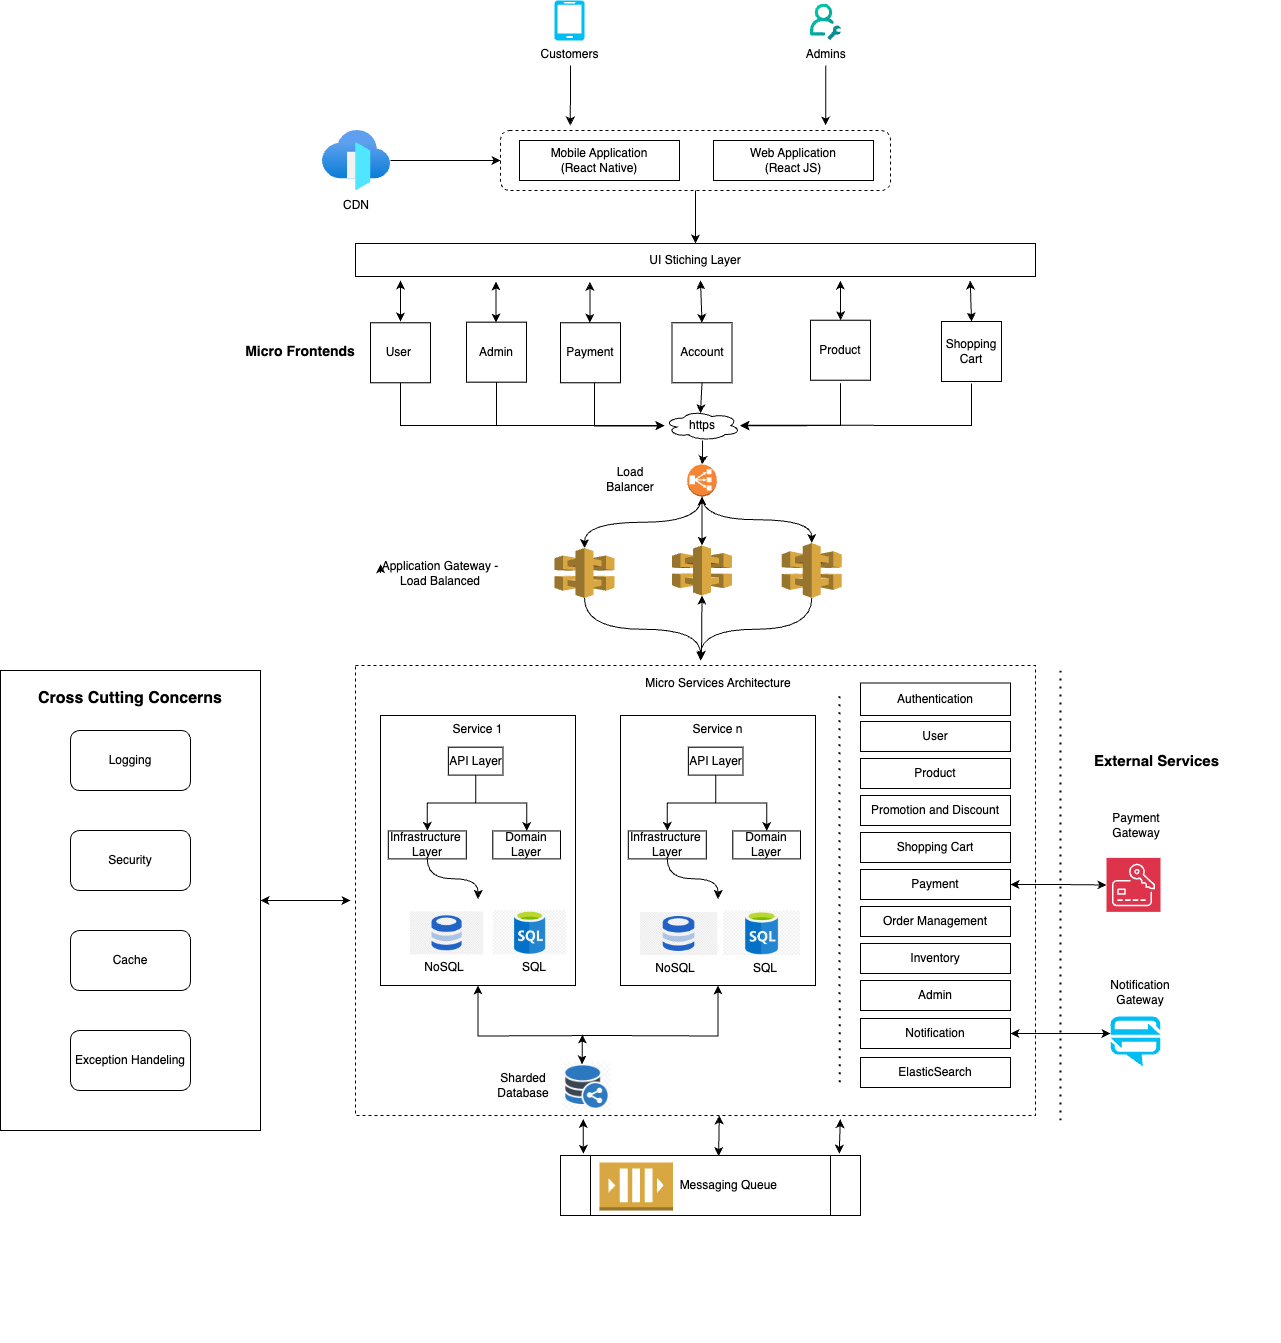 Customers
Admins
Mobile Application
(React Native)
Web Application
(React JS)
CDN
UI Stiching Layer
Micro Frontends
User
Admin
Payment
Account
Product
Shopping
Cart
https
Load
Balancer
Application Gateway -
Load Balanced
Cross Cutting Concerns
Logging
Security
Cache
Exception Handeling
Micro Services Architecture
Service 1
API Layer
Infrastructure
Layer
Domain
Layer
NoSQL
SQL
SQL
Service n
API Layer
Infrastructure
Layer
Domain
Layer
NoSQL
SQL
SQL
Sharded
Database
Authentication
User
Product
Promotion and Discount
Shopping Cart
Payment
Order Management
Inventory
Admin
Notification
ElasticSearch
External Services
Payment
Gateway
Notification
Gateway
Messaging Queue